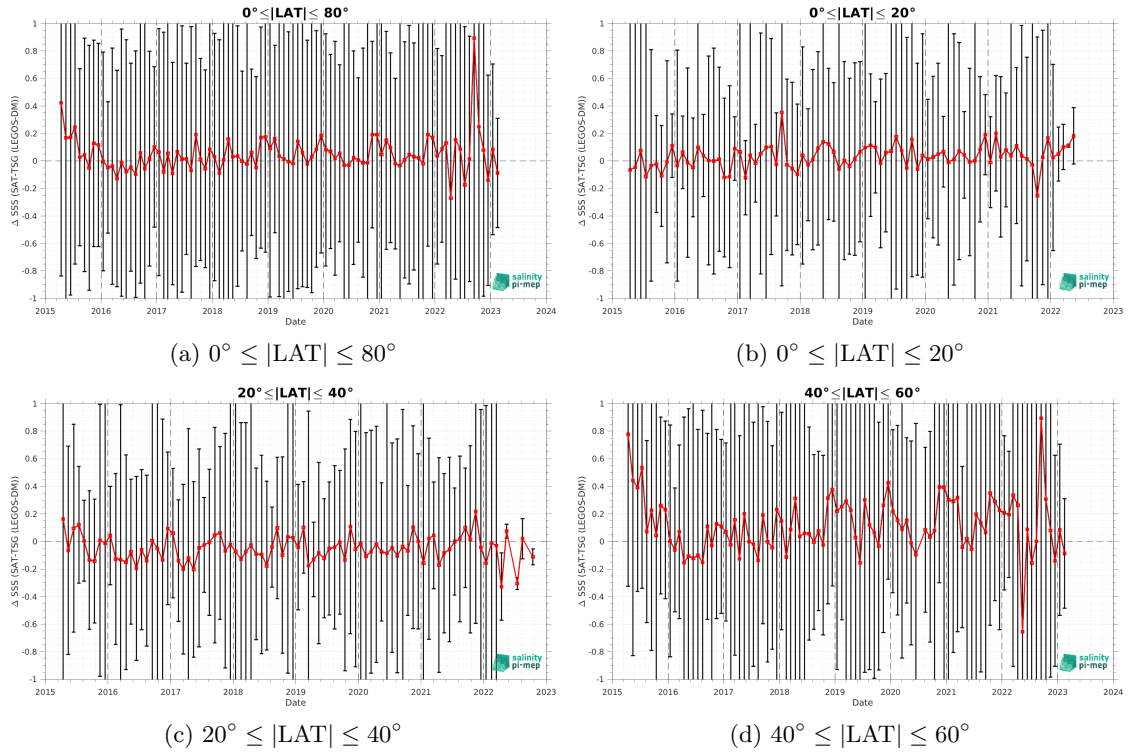 0°≤|LAT|≤ 80°
Δ SSS (SAT-TSG (LEGOS-DM))
1
0.8
0.6
0.4
0.2
0
-0.2
-0.4
-0.6
-0.8
-1
2015 2016 2017 2018 2019 2020 2021 2022 2023 2024
Date
salinity
pi-mep
(a) 0° ≤ |LAT| ≤ 80°
0°≤|LAT|≤ 20°
Δ SSS (SAT-TSG (LEGOS-DM))
1
0.8
0.6
0.4
0.2
0
-0.2
-0.4
-0.6
-0.8
-1
2015 2016 2017 2018 2019 2020 2021 2022 2023
Date
salinity
pi-mep
(b) 0° ≤ |LAT| ≤ 20°
20°≤|LAT|≤ 40°
Δ SSS (SAT-TSG (LEGOS-DM))
1
0.8
0.6
0.4
0.2
0
-0.2
-0.4
-0.6
-0.8
-1
2015 2016 2017 2018 2019 2020 2021 2022 2023
Date
salinity
pi-mep
(c) 20° ≤ |LAT| ≤ 40°
40°≤|LAT|≤ 60°
Δ SSS (SAT-TSG (LEGOS-DM))
1
0.8
0.6
0.4
0.2
0
-0.2
-0.4
-0.6
-0.8
-1
2015 2016 2017 2018 2019 2020 2021 2022 2023 2024
Date
salinity
pi-mep
(d) 40° ≤ |LAT| ≤ 60°